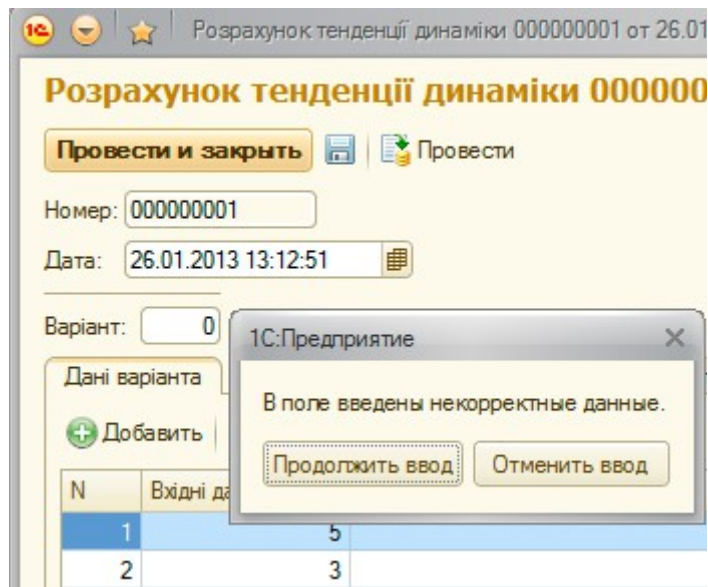 1С Розрахунок тенденції динаміки 000000001 от 26.01
Розрахунок тенденції динаміки 000000
Провести и закрыть Провести
Номер: 000000001
Дата: 26.01.2013 13:12:51
Варіант: 0
1С:Предприятие
Дані варіанта
В поле введены некорректные данные.
Добавить
Продолжить ввод Отменить ввод
N Вхідні
1 5
2 3